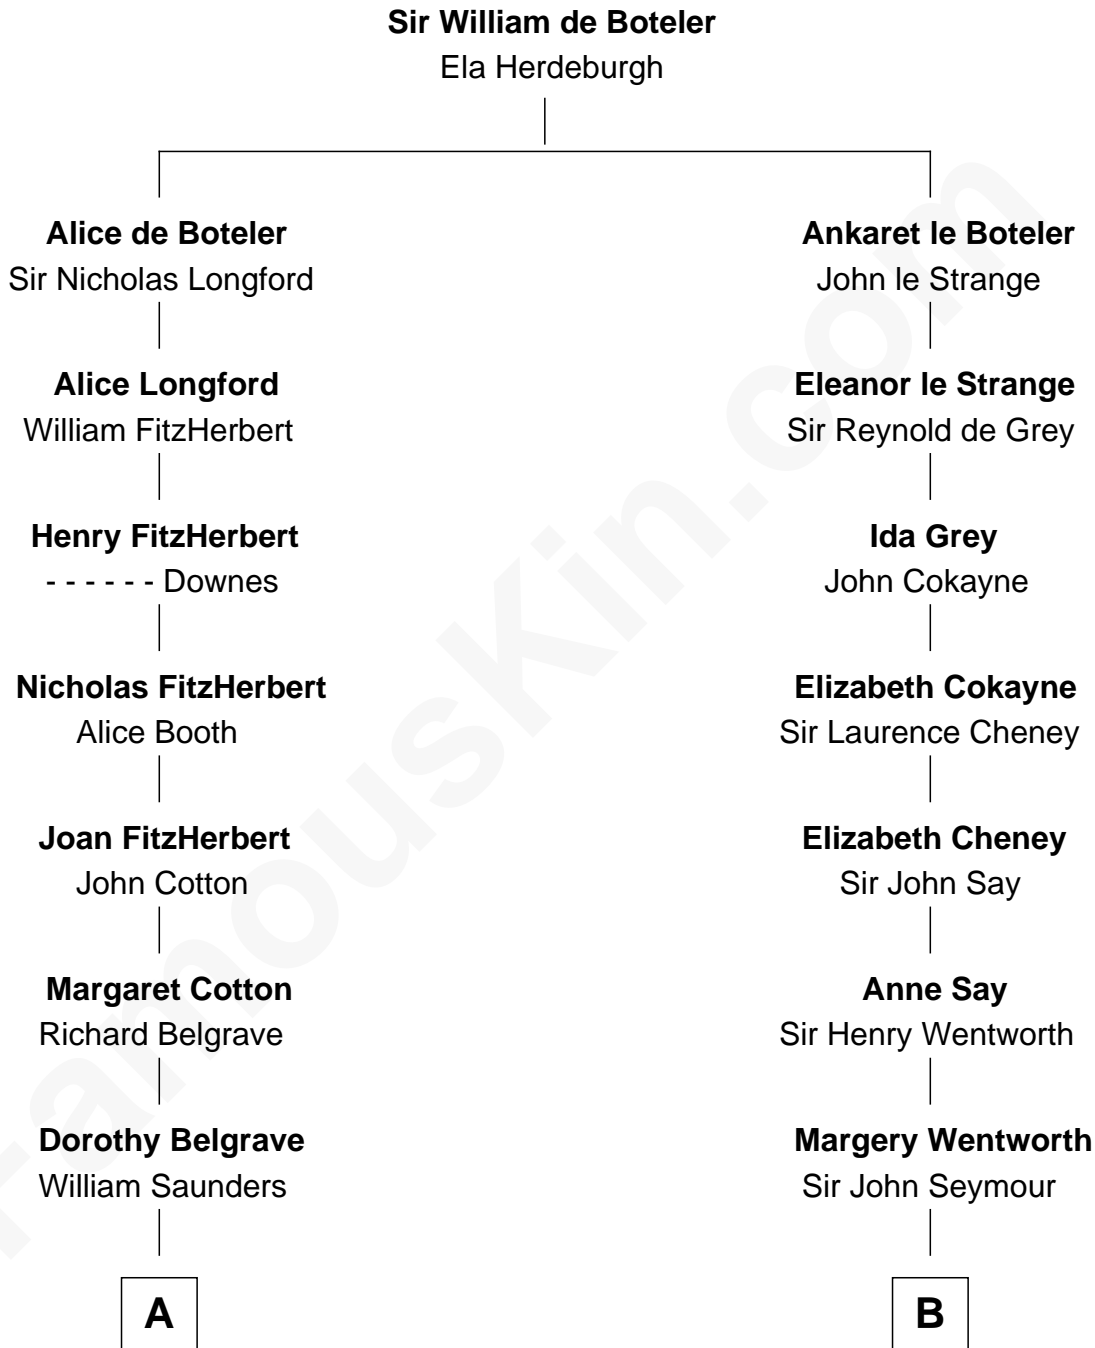 Sir William de Boteler
Ela Herdeburgh
Alice de Boteler
Sir Nicholas Longford
Alice Longford
William FitzHerbert
Henry FitzHerbert
- - - - - - Downes
Nicholas FitzHerbert
Alice Booth
Joan FitzHerbert
John Cotton
Margaret Cotton
Richard Belgrave
Dorothy Belgrave
William Saunders
A
Ankaret le Boteler
John le Strange
Eleanor le Strange
Sir Reynold de Grey
Ida Grey
John Cokayne
Elizabeth Cokayne
Sir Laurence Cheney
Elizabeth Cheney
Sir John Say
Anne Say
Sir Henry Wentworth
Margery Wentworth
Sir John Seymour
B
FamousKin.com